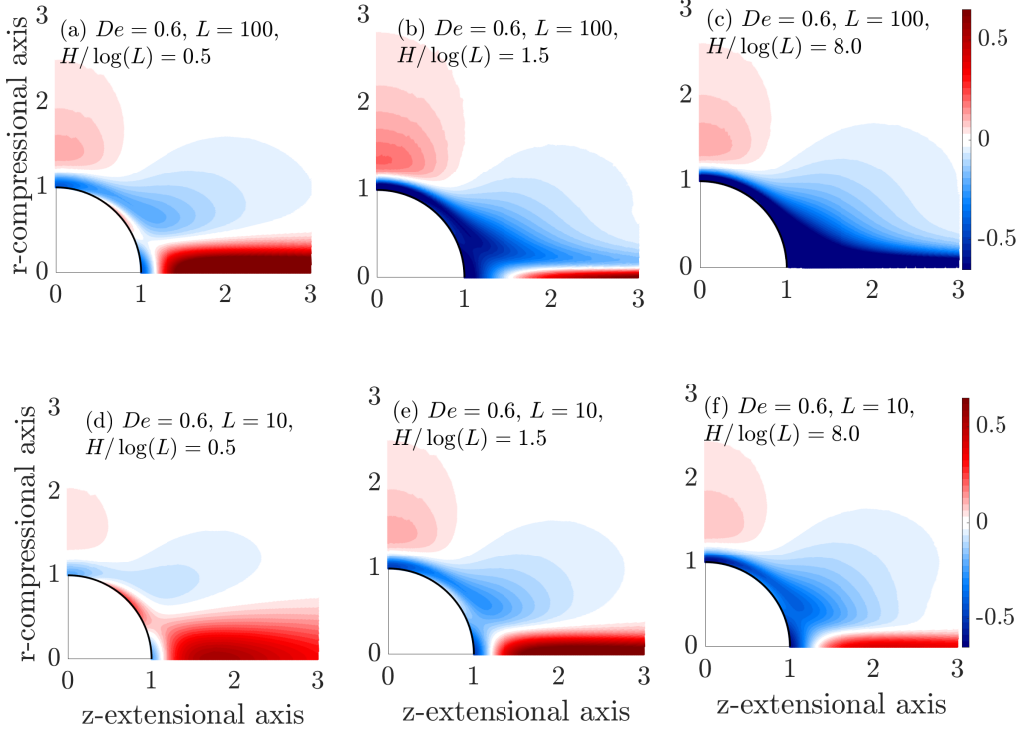 (a) De = 0.6, L = 100,
H/ log(L) = 0.5
(b) De = 0.6, L = 100,
H/ log(L) = 1.5
(c) De = 0.6, L = 100,
H/ log(L) = 8.0
r-compressional axis
3
2
1
0
0 1 2 3
3
2
1
0
0 1 2 3
3
2
1
0
0 1 2 3
0.5
0
-0.5
(d) De = 0.6, L = 10,
H/ log(L) = 0.5
(e) De = 0.6, L = 10,
H/ log(L) = 1.5
(f) De = 0.6, L = 10,
H/ log(L) = 8.0
r-compressional axis
3
2
1
0
0 1 2 3
z-extensional axis
3
2
1
0
0 1 2 3
z-extensional axis
3
2
1
0
0 1 2 3
z-extensional axis
0.5
0
-0.5